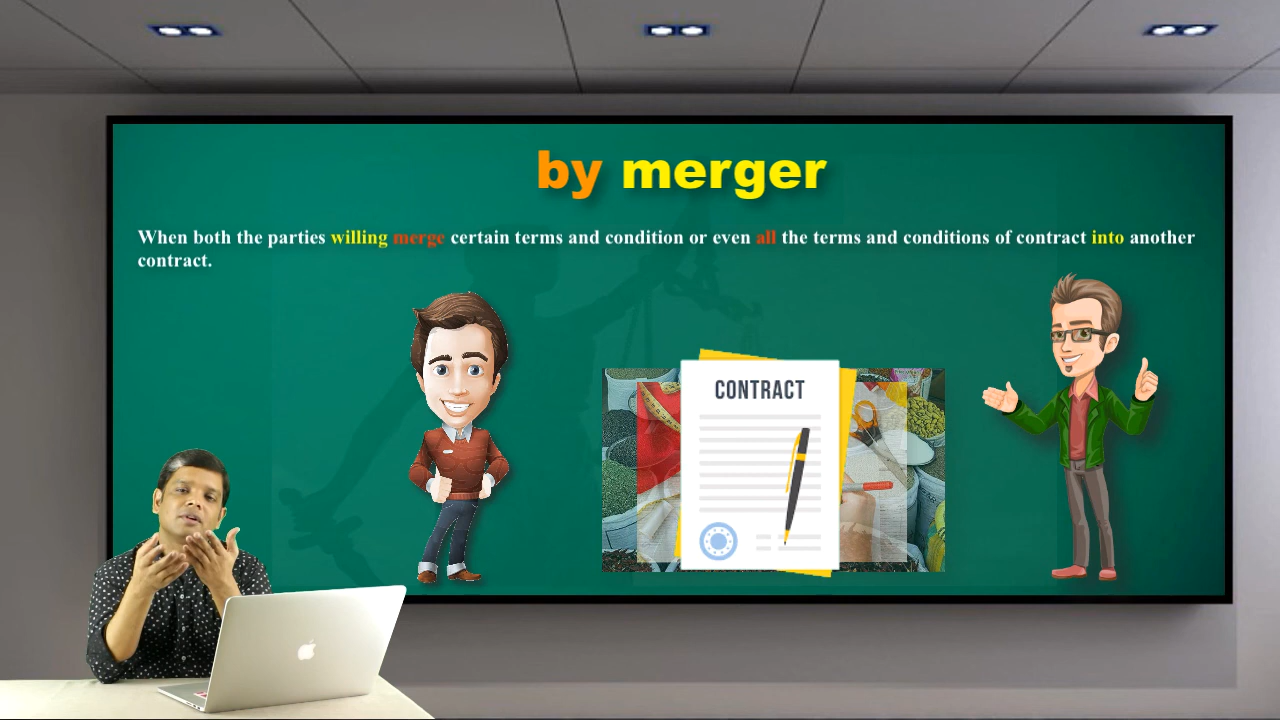 by merger
When both the parties willing merge certain terms and condition or even all the terms and conditions of contract into another
contract.
CONTRACT